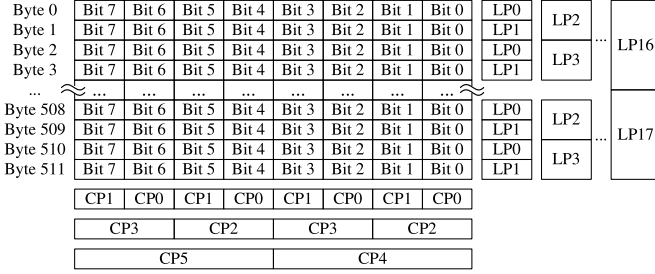 Byte 0 Bit 7 Bit 6 Bit 5 Bit 4 Bit 3 Bit 2 Bit 1 Bit 0 LP0 LP2 ... LP16
Byte 1 Bit 7 Bit 6 Bit 5 Bit 4 Bit 3 Bit 2 Bit 1 Bit 0 LP1
Byte 2 Bit 7 Bit 6 Bit 5 Bit 4 Bit 3 Bit 2 Bit 1 Bit 0 LP0 LP3
Byte 3 Bit 7 Bit 6 Bit 5 Bit 4 Bit 3 Bit 2 Bit 1 Bit 0 LP1
... ... ... ... ... ... ... ... ...
Byte 508 Bit 7 Bit 6 Bit 5 Bit 4 Bit 3 Bit 2 Bit 1 Bit 0 LP0 LP2 ... LP17
Byte 509 Bit 7 Bit 6 Bit 5 Bit 4 Bit 3 Bit 2 Bit 1 Bit 0 LP1
Byte 510 Bit 7 Bit 6 Bit 5 Bit 4 Bit 3 Bit 2 Bit 1 Bit 0 LP0 LP3
Byte 511 Bit 7 Bit 6 Bit 5 Bit 4 Bit 3 Bit 2 Bit 1 Bit 0 LP1
CP1 CP0 CP1 CP0 CP1 CP0 CP1 CP0
CP3 CP2 CP3 CP2
CP5 CP4